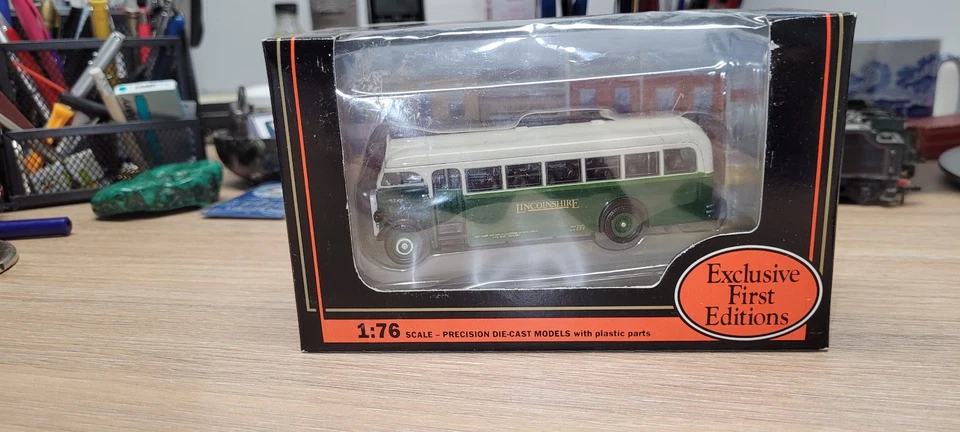 LINCOLNSHIRE
Exclusive
First
Editions
1:76 SCALE – PRECISION DIE-CAST MODELS with plastic parts